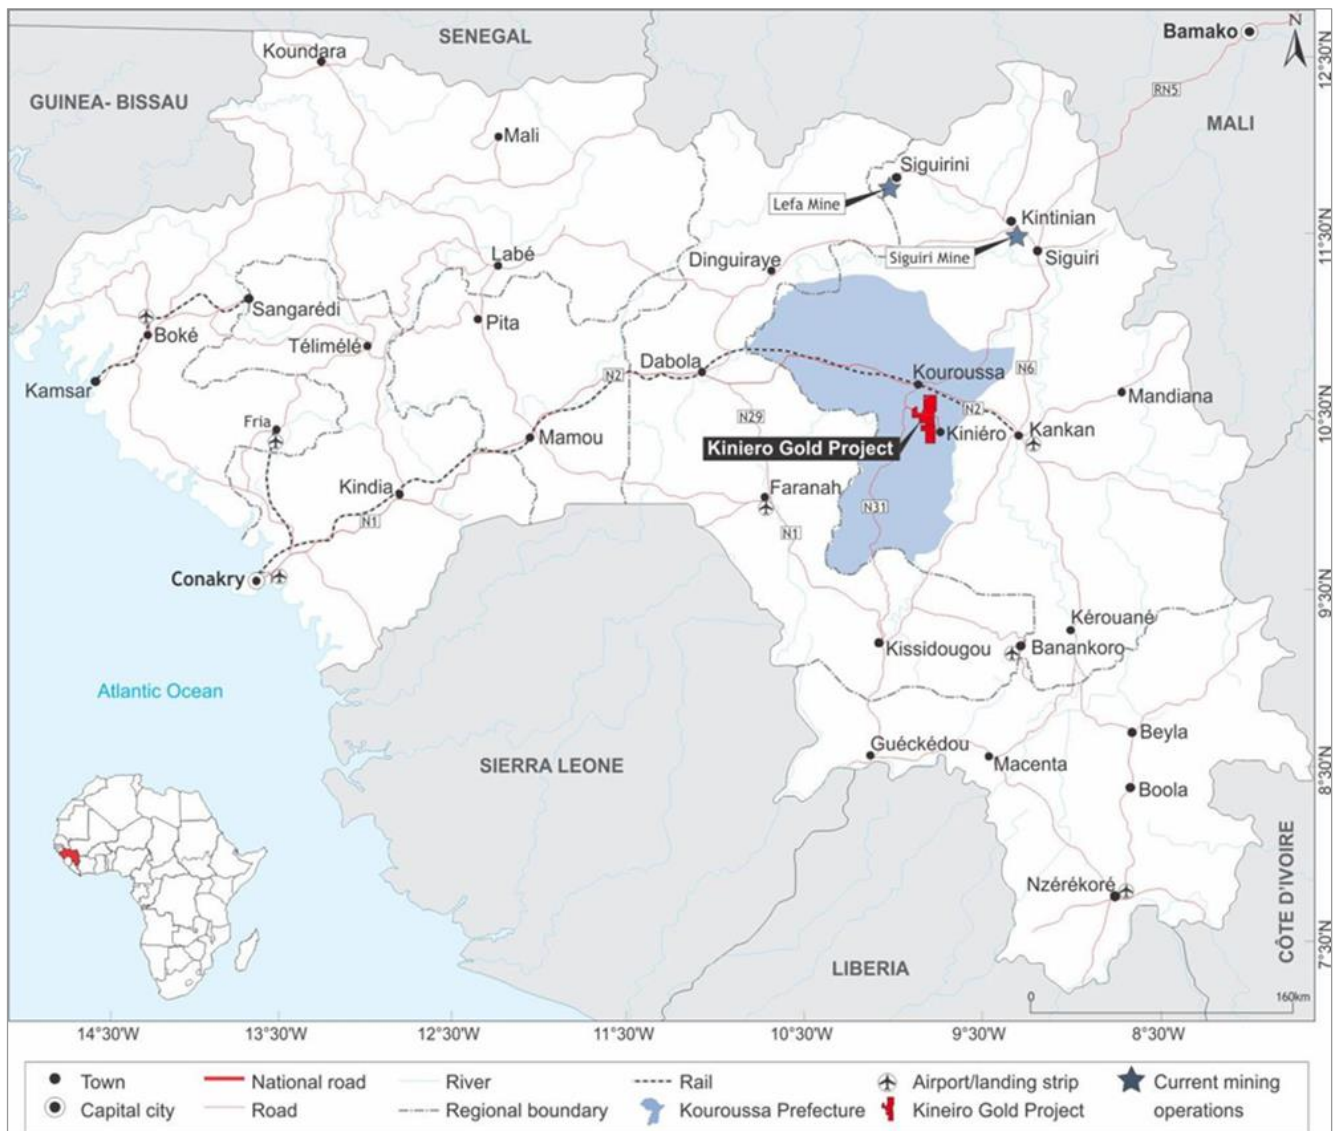 SENEGAL
Bamako
N
Koundara
12°30'N
GUINEA- BISSAU
RN5
MALI
Mali
Siguirini
Lefa Mine
Kintinian
11°30'N
Labé
Dinguiraye
Siguiri Mine
Siguiri
Sangarédi
Boké
Pita
Télimélé
Dabola
Kouroussa
N6
Kamsar
N2
Mandiana
Fria
N29
N2
10°30'N
Mamou
Kiniero Gold Project
Kiniéro
Kankan
Kindia
Faranah
N1
N31
N1
Conakry
9°30'N
Kérouané
Kissidougou
Banankoro
Atlantic Ocean
Beyla
Guéckédou
SIERRA LEONE
Macenta
8°30'N
Boola
CÔTE D'IVOIRE
Nzérékoré
7°30'N
LIBERIA
0
160km
14°30'W
13°30'W
12°30'W
11°30'W
10°30'W
9°30'W
8°30'W
Town
National road
River
Rail
Airport/landing strip
Current mining
operations
Capital city
Road
Regional boundary
Kouroussa Prefecture
Kineiro Gold Project